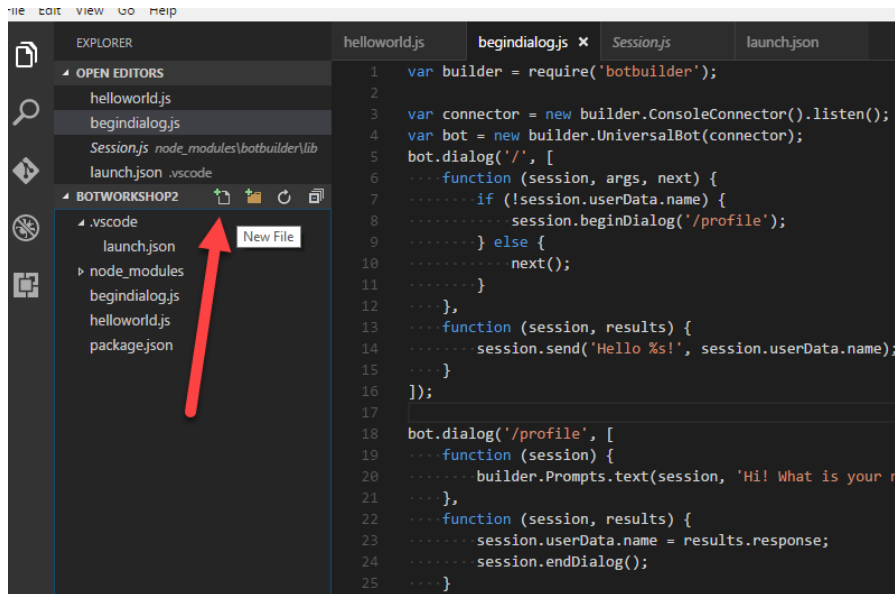 File Edit View Go Help
EXPLORER
OPEN EDITORS
helloworld.js
begindialog.js
Session.js node_modules\botbuilder\lib
launch.json .vscode
BOTWORKSHOP2
New File
.vscode
launch.json
node_modules
begindialog.js
helloworld.js
package.json
helloworld.js begindialog.js × Session.js launch.json
1 var builder = require('botbuilder');
2
3 var connector = new builder.ConsoleConnector().listen();
4 var bot = new builder.UniversalBot(connector);
5 bot.dialog('/', [
6 ····function (session, args, next) {
7 ········if (!session.userData.name) {
8 ············session.beginDialog('/profile');
9 ········} else {
10 ············next();
11 ········}
12 ····},
13 ····function (session, results) {
14 ········session.send('Hello %s!', session.userData.name);
15 ····}
16 ]);
17
18 bot.dialog('/profile', [
19 ····function (session) {
20 ········builder.Prompts.text(session, 'Hi! What is your
21 ····},
22 ····function (session, results) {
23 ········session.userData.name = results.response;
24 ········session.endDialog();
25 ····}